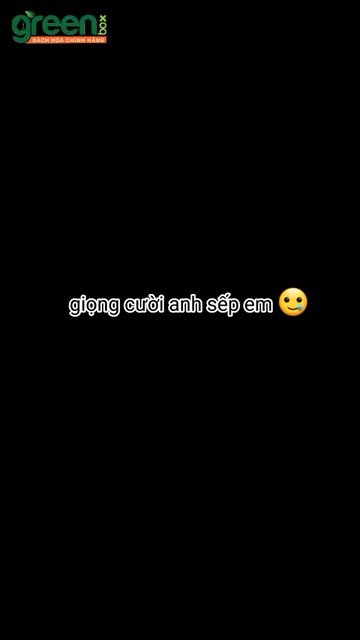 green box
BÁCH HÓA CHÍNH HÃNG
giọng cười anh sếp em 🥲